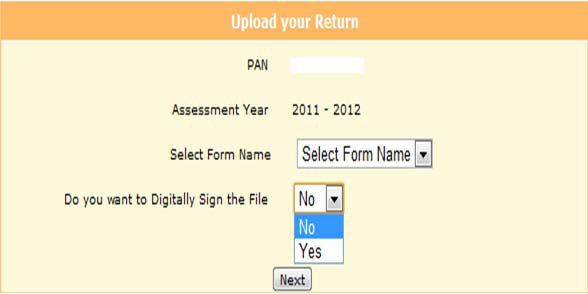 Upload your Return
PAN
Assessment Year 2011 - 2012
Select Form Name Select Form Name
Do you want to Digitally Sign the File No
No
Yes
Next